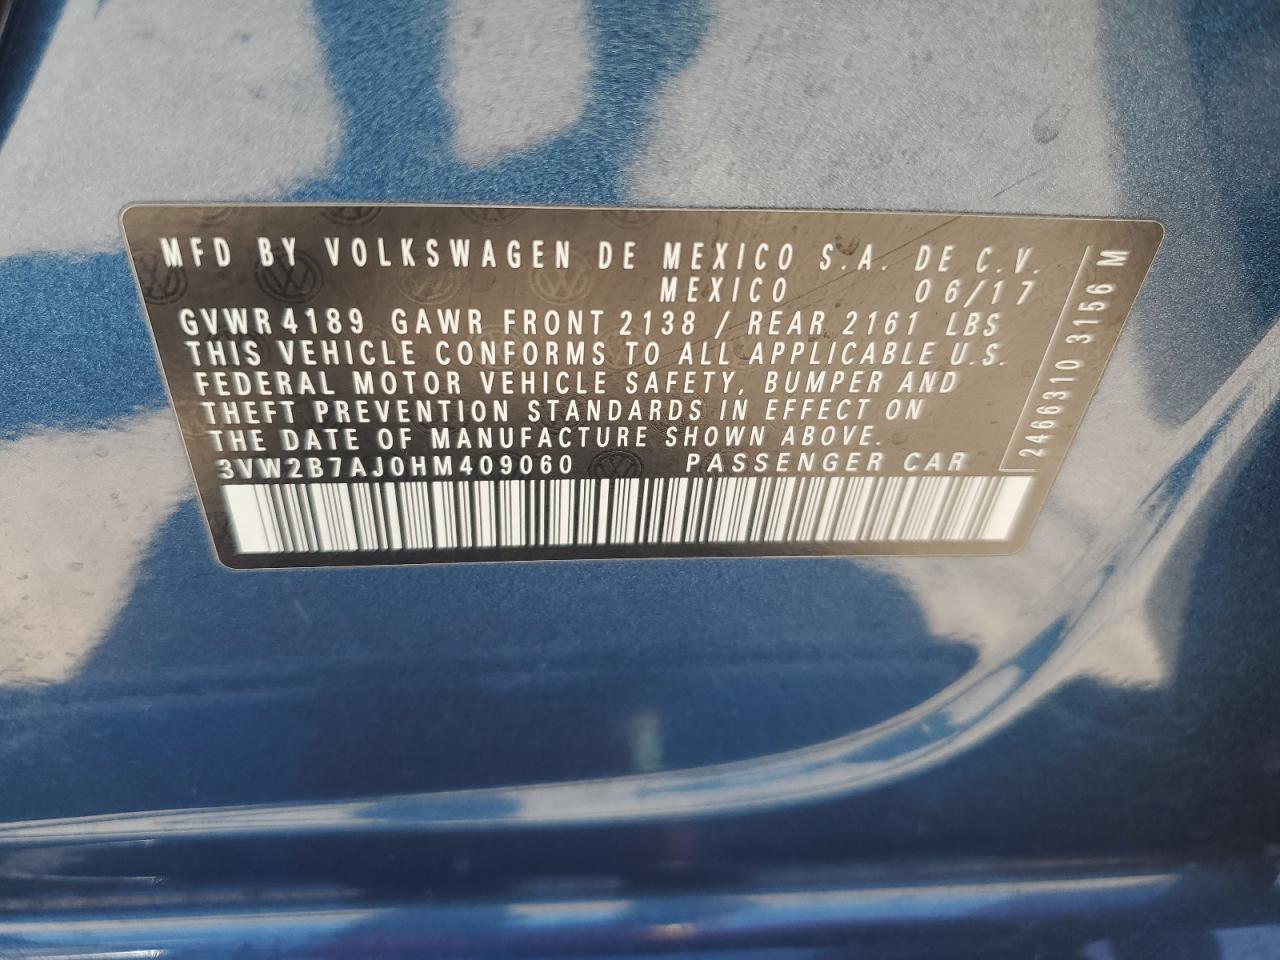 MFD BY VOLKSWAGEN DE MEXICO S.A. DE C.V.
MEXICO 06/17
GVWR 4189 GAWR FRONT 2138 / REAR 2161 LBS
THIS VEHICLE CONFORMS TO ALL APPLICABLE U.S.
FEDERAL MOTOR VEHICLE SAFETY, BUMPER AND
THEFT PREVENTION STANDARDS IN EFFECT ON
THE DATE OF MANUFACTURE SHOWN ABOVE.
3VW2B7AJ0HM409060 PASSENGER CAR
2466310 3156 M